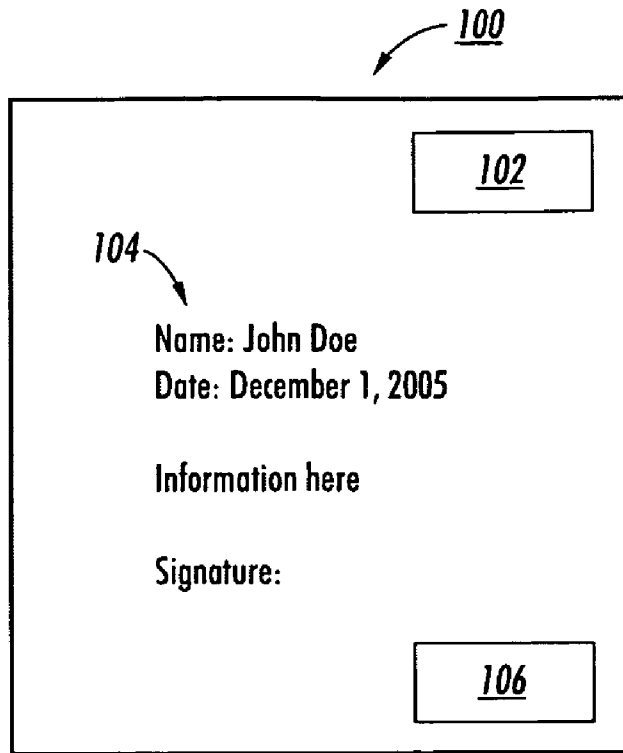 100
102
104
Name: John Doe
Date: December 1, 2005
Information here
Signature:
106